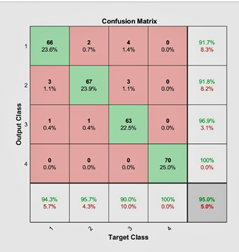 Confusion Matrix
1 66 2 4 0 91.7%
23.6% 0.7% 1.4% 0.0% 8.3%
2 3 67 3 0 91.8%
1.1% 23.9% 1.1% 0.0% 8.2%
3 1 1 63 0 96.9%
0.4% 0.4% 22.5% 0.0% 3.1%
4 0 0 0 70 100%
0.0% 0.0% 0.0% 25.0% 0.0%
94.3% 95.7% 90.0% 100% 95.0%
5.7% 4.3% 10.0% 0.0% 5.0%
1 2 3 4
Target Class
Output Class